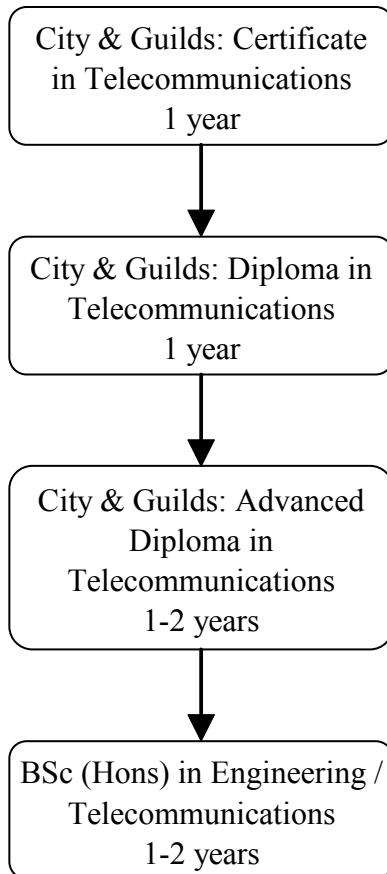 City & Guilds: Certificate
in Telecommunications
1 year
City & Guilds: Diploma in
Telecommunications
1 year
City & Guilds: Advanced
Diploma in
Telecommunications
1-2 years
BSc (Hons) in Engineering /
Telecommunications
1-2 years